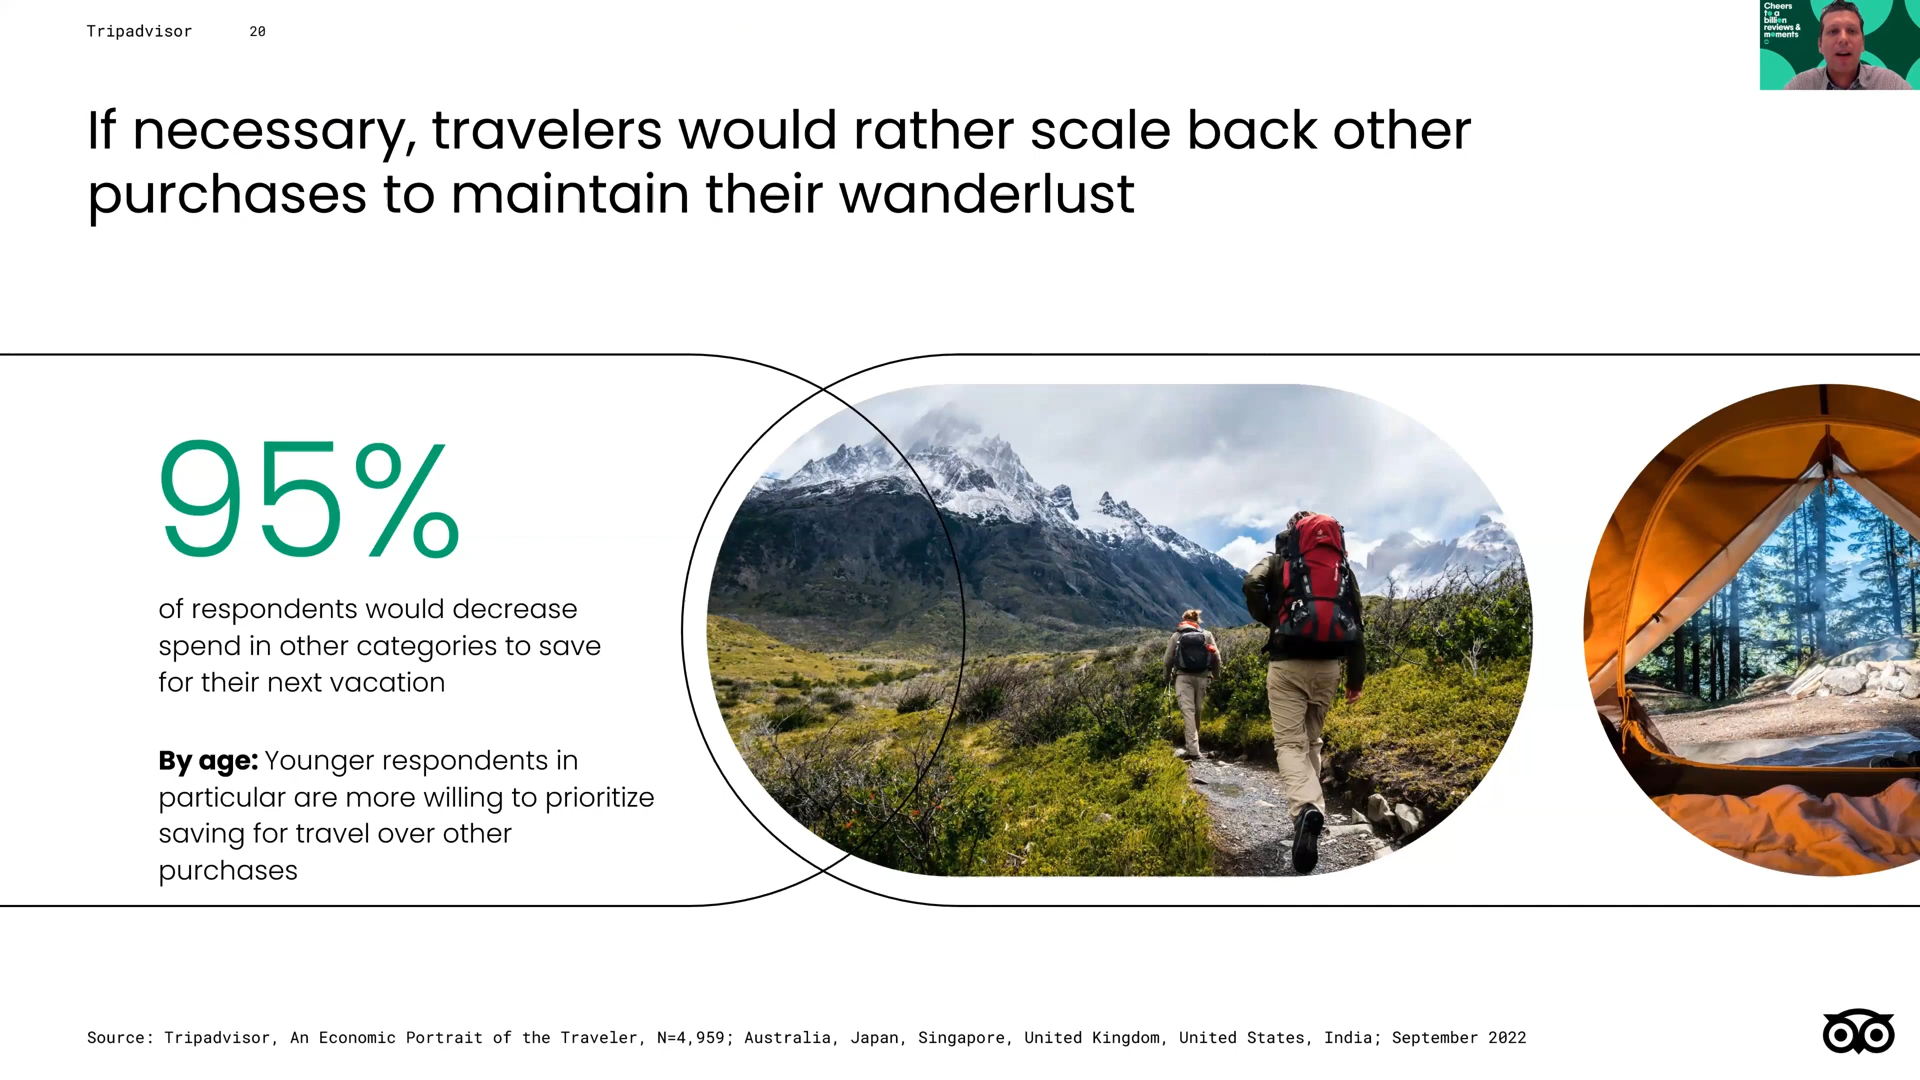 Tripadvisor 20
Cheers
to a
billion
reviews &
moments
If necessary, travelers would rather scale back other
purchases to maintain their wanderlust
95%
of respondents would decrease
spend in other categories to save
for their next vacation
By age: Younger respondents in
particular are more willing to prioritize
saving for travel over other
purchases
Source: Tripadvisor, An Economic Portrait of the Traveler, N=4,959; Australia, Japan, Singapore, United Kingdom, United States, India; September 2022